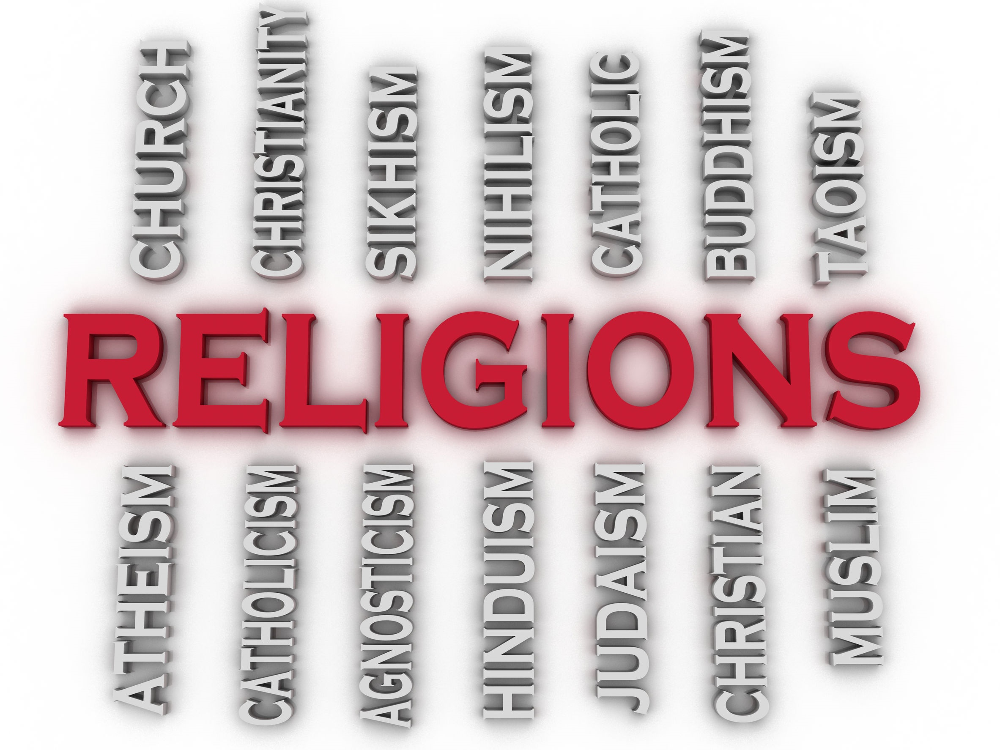 CHURCH
CHRISTIANITY
SIKHISM
NIHILISM
CATHOLIC
BUDDHISM
TAOISM
RELIGIONS
ATHEISM
CATHOLICISM
AGNOSTICISM
HINDUISM
JUDAISM
CHRISTIAN
MUSLIM